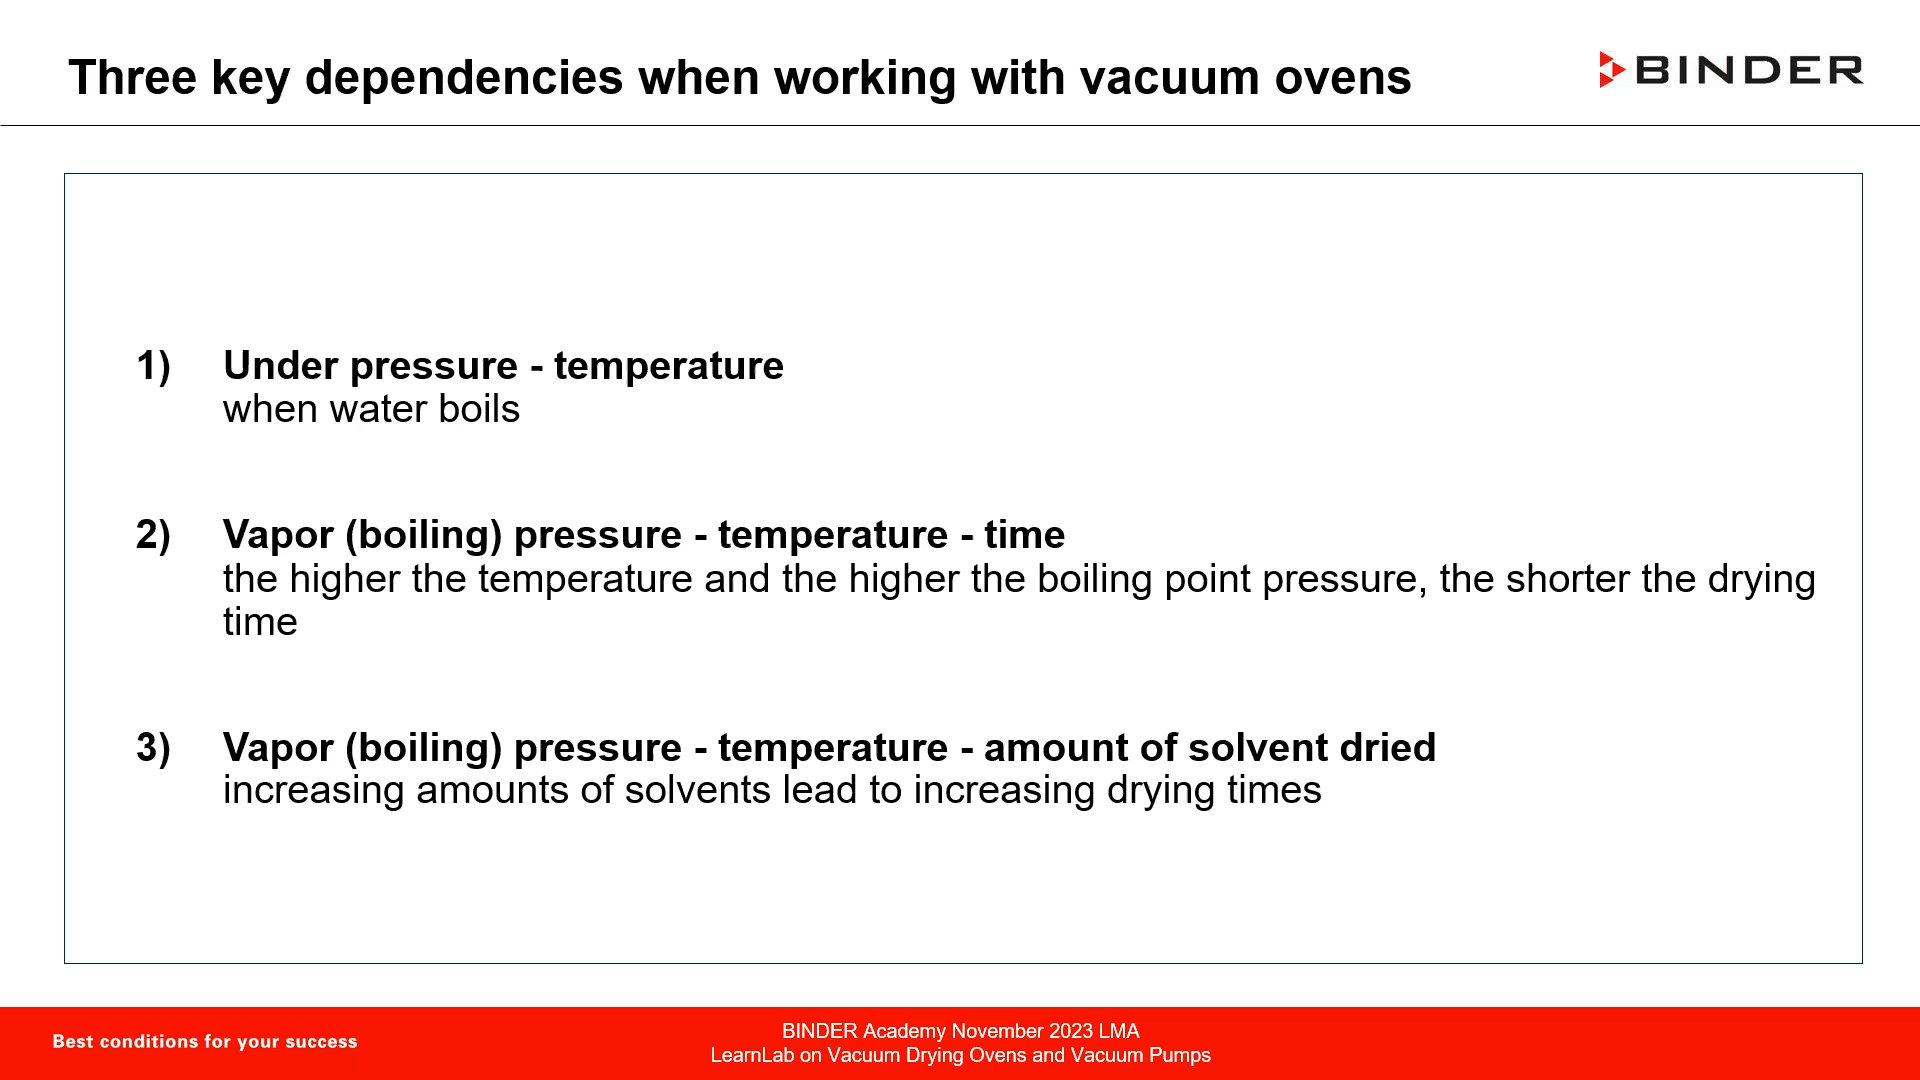 Three key dependencies when working with vacuum ovens
BINDER
1) Under pressure - temperature
when water boils
2) Vapor (boiling) pressure - temperature - time
the higher the temperature and the higher the boiling point pressure, the shorter the drying
time
3) Vapor (boiling) pressure - temperature - amount of solvent dried
increasing amounts of solvents lead to increasing drying times
Best conditions for your success
BINDER Academy November 2023 LMA
LearnLab on Vacuum Drying Ovens and Vacuum Pumps